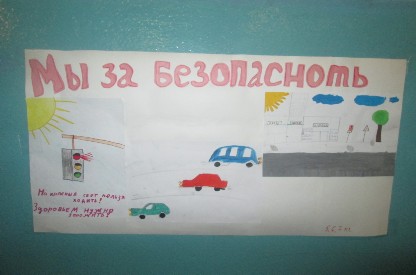 Мы за безопасноть
На красный свет нельзя
ходить!
Здоровьем нужно
дорожить!